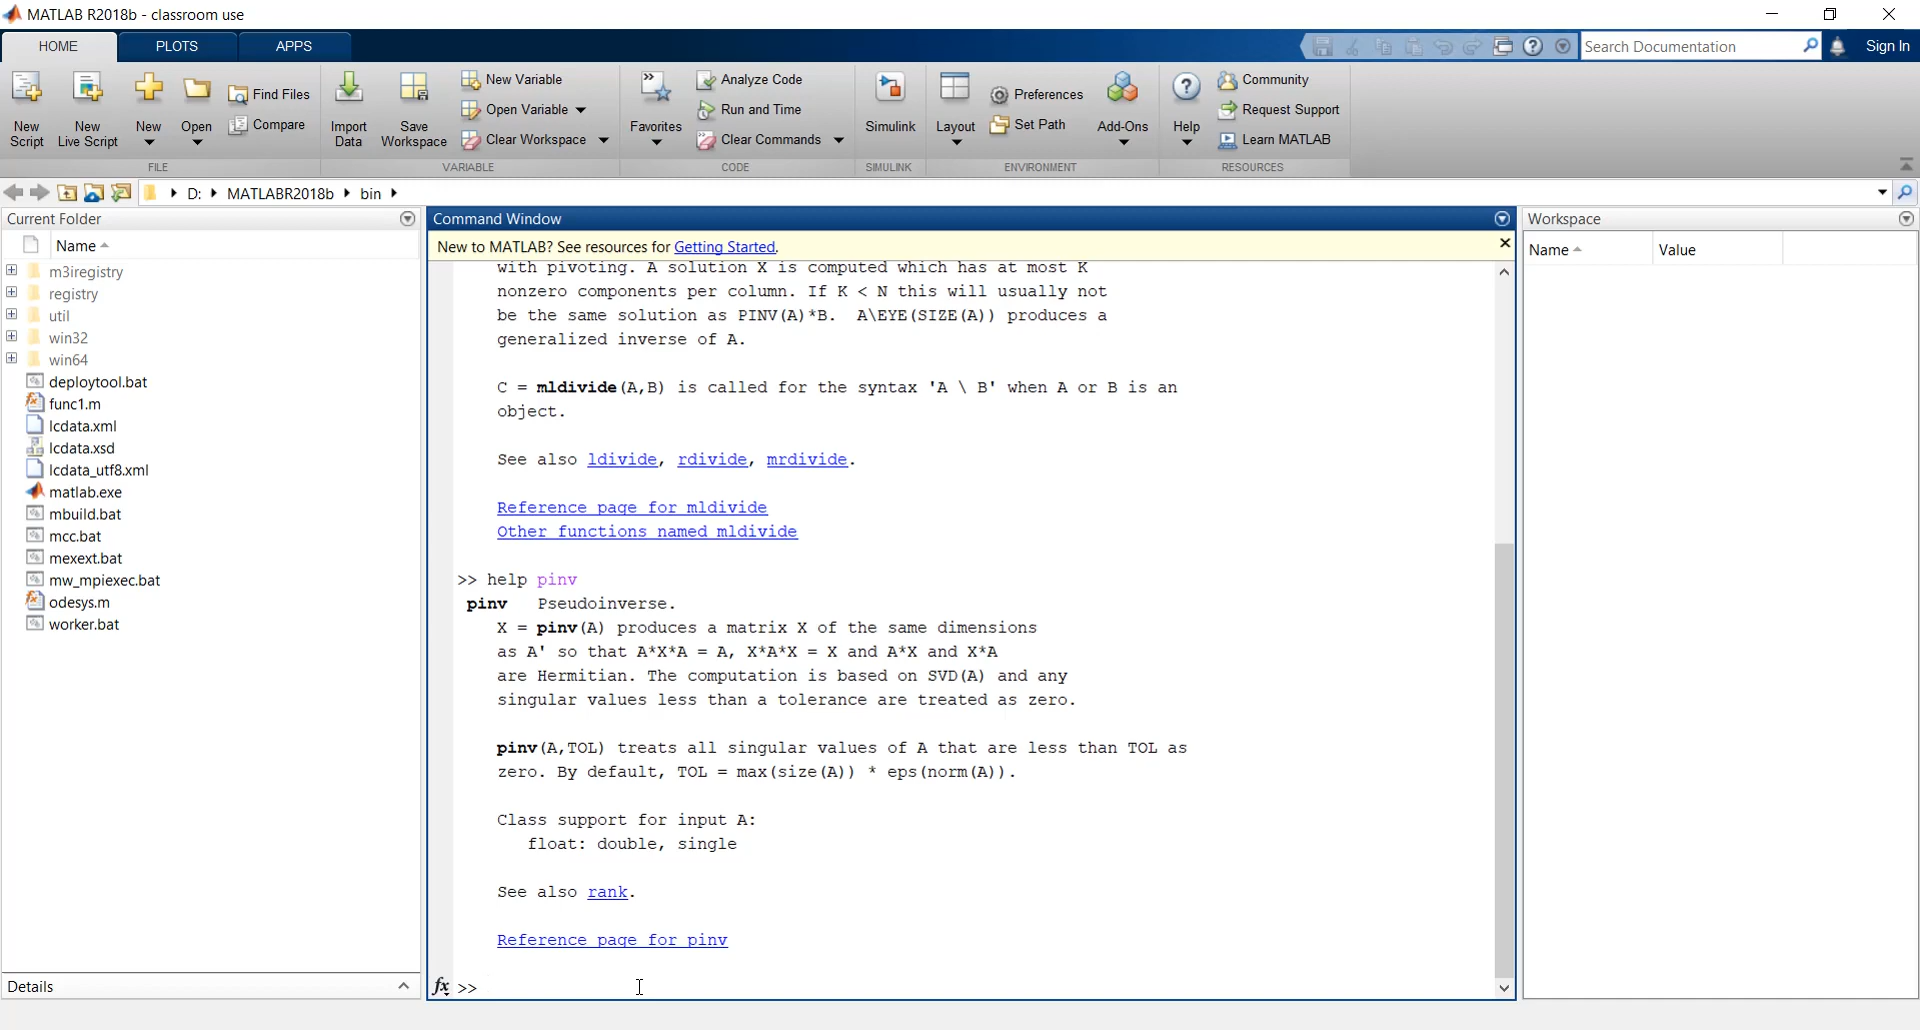 MATLAB R2018b - classroom use
HOME
PLOTS
APPS
Search Documentation
Sign In
New Script
New Live Script
New
Open
Find Files
Compare
Import Data
Save Workspace
New Variable
Open Variable
Clear Workspace
Favorites
Analyze Code
Run and Time
Clear Commands
Simulink
Layout
Preferences
Set Path
Add-Ons
Help
Community
Request Support
Learn MATLAB
FILE
VARIABLE
CODE
SIMULINK
ENVIRONMENT
RESOURCES
D: MATLABR2018b bin
Current Folder
Name
m3iregistry
registry
util
win32
win64
deploytool.bat
func1.m
lcdata.xml
lcdata.xsd
lcdata_utf8.xml
matlab.exe
mbuild.bat
mcc.bat
mexext.bat
mw_mpiexec.bat
odesys.m
worker.bat
Details
Command Window
New to MATLAB? See resources for Getting Started.
with pivoting. A solution X is computed which has at most K
nonzero components per column. If K < N this will usually not
be the same solution as PINV(A)*B.  A\EYE(SIZE(A)) produces a
generalized inverse of A.
C = mldivide(A,B) is called for the syntax 'A \ B' when A or B is an
object.
See also ldivide, rdivide, mrdivide.
Reference page for mldivide
Other functions named mldivide
>> help pinv
pinv   Pseudoinverse.
X = pinv(A) produces a matrix X of the same dimensions
as A' so that A*X*A = A, X*A*X = X and A*X and X*A
are Hermitian. The computation is based on SVD(A) and any
singular values less than a tolerance are treated as zero.
pinv(A,TOL) treats all singular values of A that are less than TOL as
zero. By default, TOL = max(size(A)) * eps(norm(A)).
Class support for input A:
float: double, single
See also rank.
Reference page for pinv
fx >>
Workspace
Name
Value